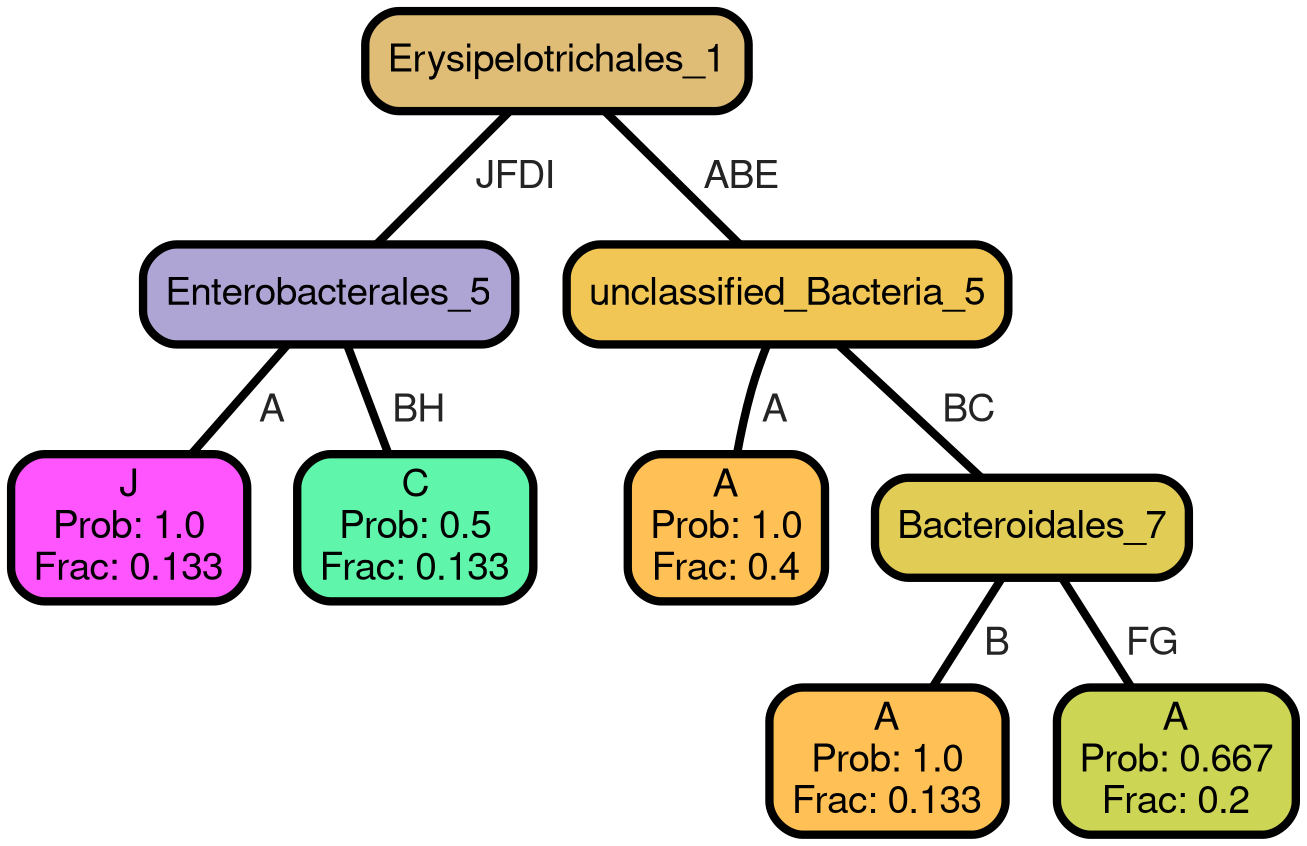 Erysipelotrichales_1
JFDI
ABE
Enterobacterales_5
unclassified_Bacteria_5
A
BH
A
BC
J
Prob: 1.0
Frac: 0.133
C
Prob: 0.5
Frac: 0.133
A
Prob: 1.0
Frac: 0.4
Bacteroidales_7
B
FG
A
Prob: 1.0
Frac: 0.133
A
Prob: 0.667
Frac: 0.2